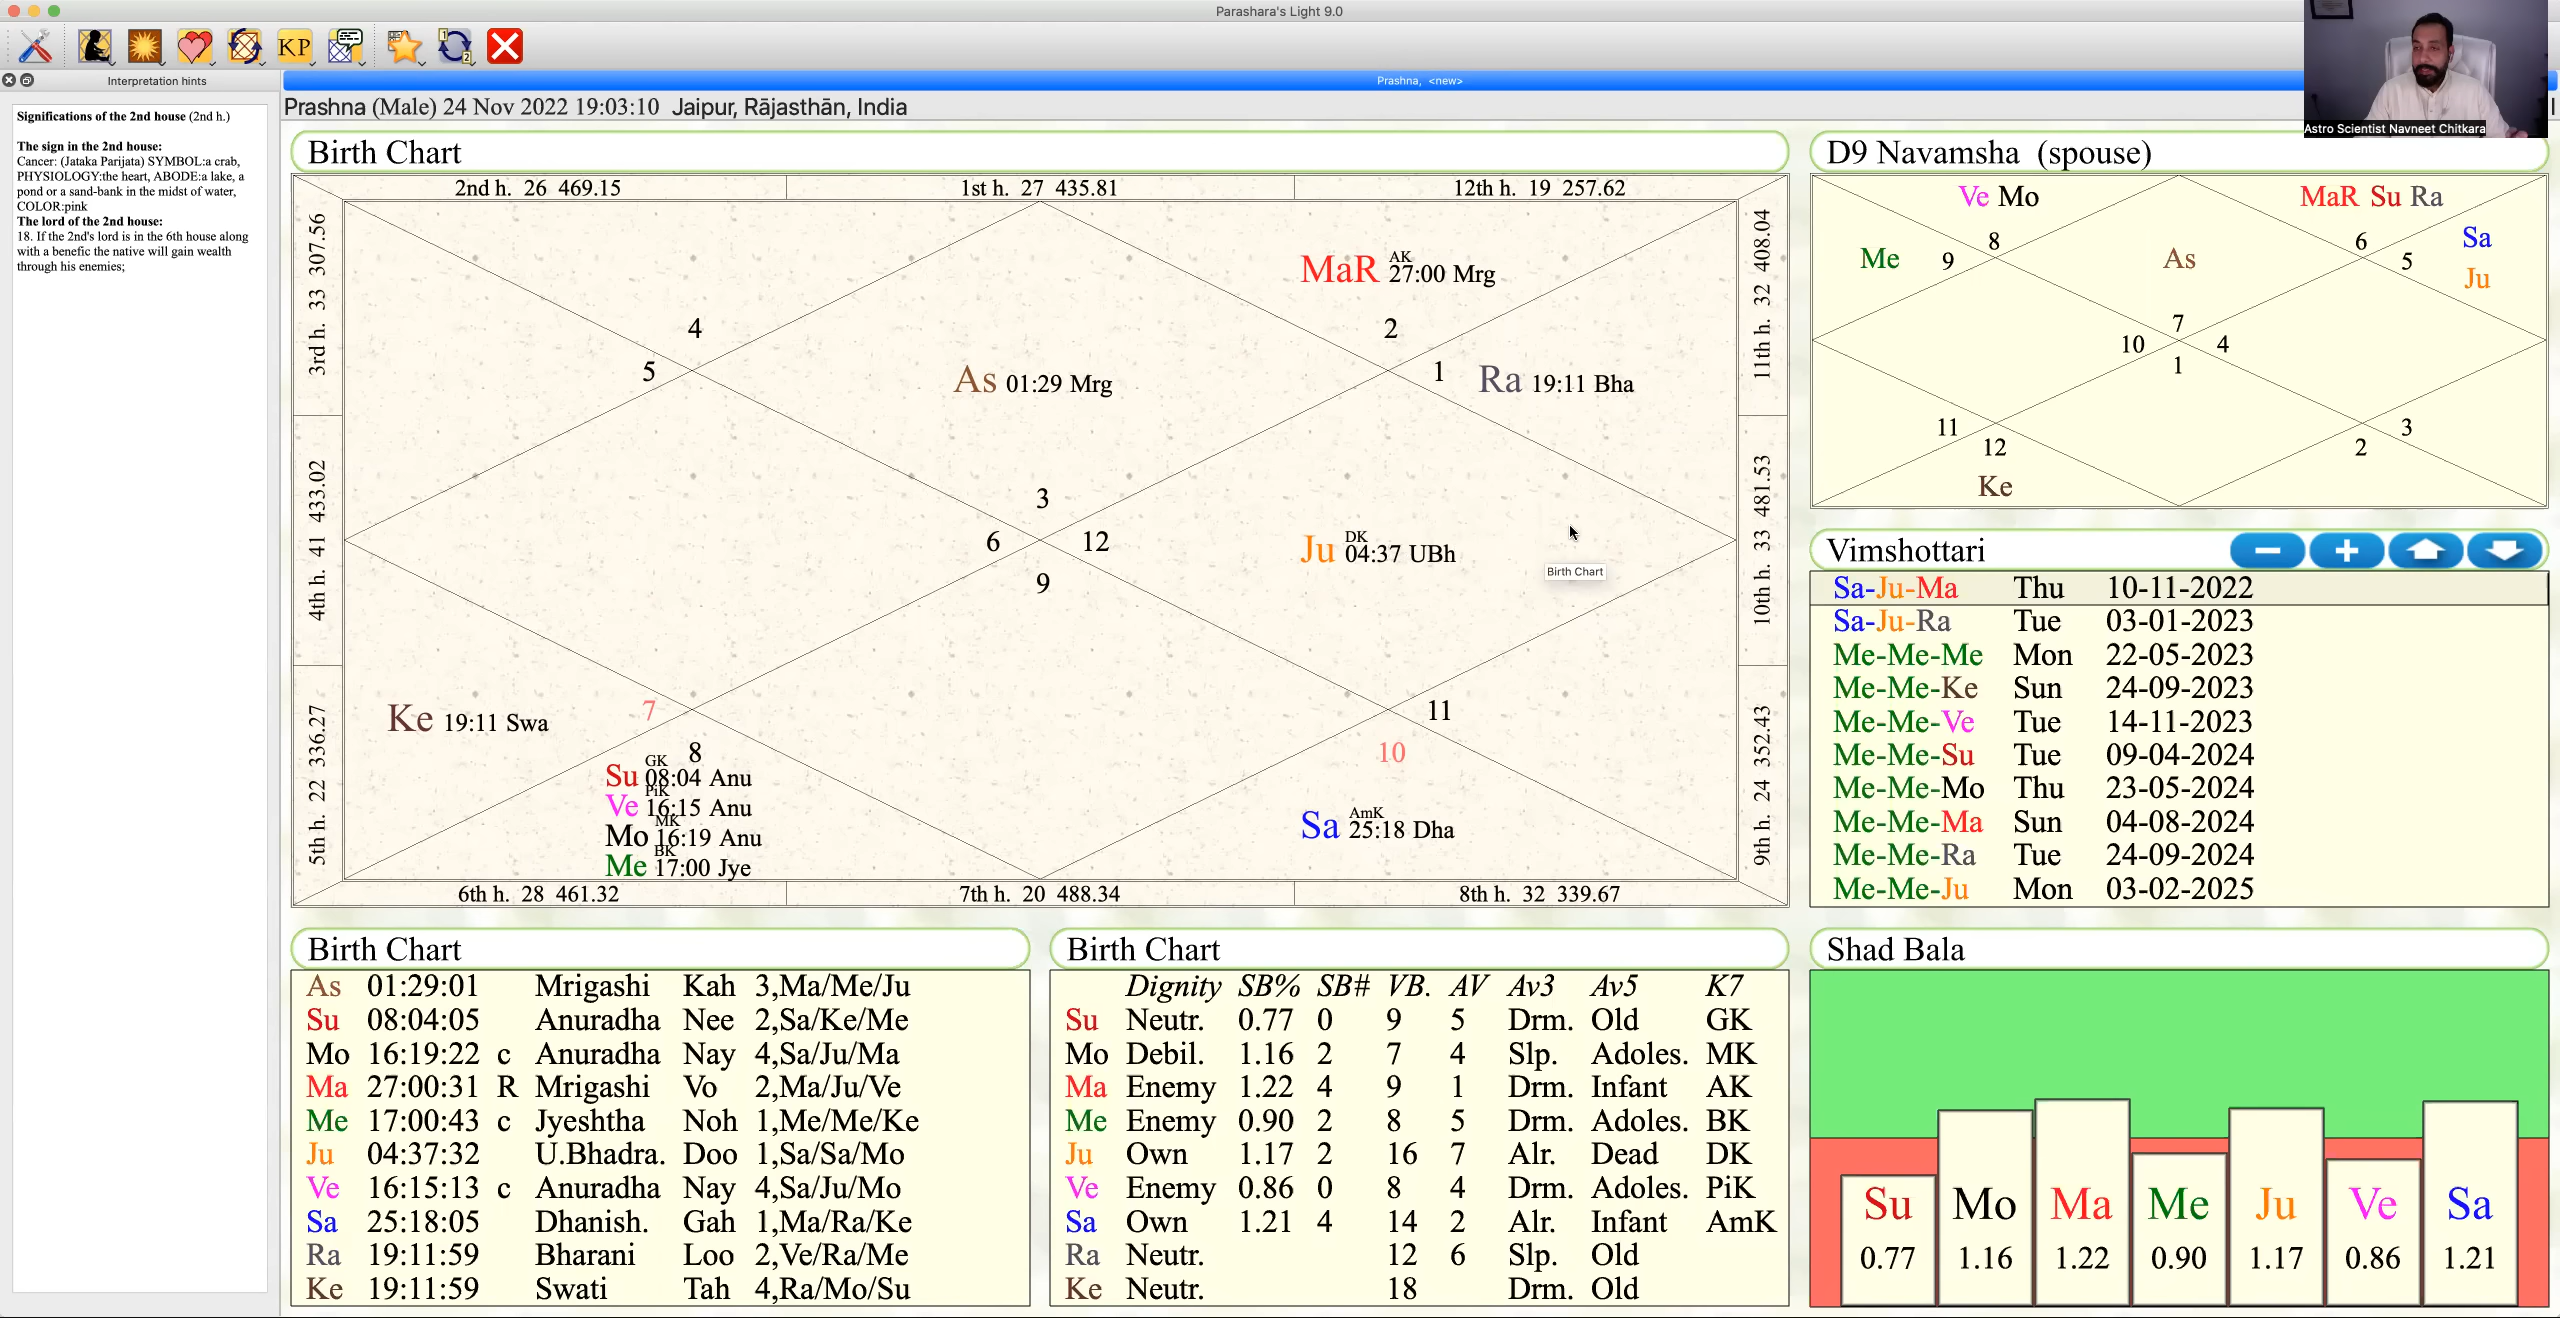 Parashara's Light 9.0
KP
1
2
Interpretation hints
Prashna, <new>
Astro Scientist Navneet Chitkara
Prashna (Male) 24 Nov 2022 19:03:10 Jaipur, Rājasthān, India
Significations of the 2nd house (2nd h.)
The sign in the 2nd house:
Cancer: (Jataka Parijata) SYMBOL:a crab,
PHYSIOLOGY:the heart, ABODE:a lake, a
pond or a sand-bank in the midst of water,
COLOR:pink
The lord of the 2nd house:
18. If the 2nd's lord is in the 6th house along
with a benefic the native will gain wealth
through his enemies;
Birth Chart
2nd h. 26 469.15
1st h. 27 435.81
12th h. 19 257.62
3rd h. 33 307.56
11th h. 32 408.04
MaR AK 27:00 Mrg
4
2
5
As 01:29 Mrg
1
Ra 19:11 Bha
4th h. 41 433.02
10th h. 33 481.53
3
6
12
Ju DK 04:37 UBh
9
Birth Chart
5th h. 22 336.27
9th h. 24 352.43
Ke 19:11 Swa
7
11
8
10
Su GK 08:04 Anu
Ve PiK 16:15 Anu
Mo MK 16:19 Anu
Me BK 17:00 Jye
Sa AmK 25:18 Dha
6th h. 28 461.32
7th h. 20 488.34
8th h. 32 339.67
D9 Navamsha (spouse)
Ve Mo
MaR Su Ra
8
6
Sa
Me
9
As
5
Ju
7
10
4
1
11
3
12
2
Ke
Vimshottari
Sa-Ju-Ma Thu 10-11-2022
Sa-Ju-Ra Tue 03-01-2023
Me-Me-Me Mon 22-05-2023
Me-Me-Ke Sun 24-09-2023
Me-Me-Ve Tue 14-11-2023
Me-Me-Su Tue 09-04-2024
Me-Me-Mo Thu 23-05-2024
Me-Me-Ma Sun 04-08-2024
Me-Me-Ra Tue 24-09-2024
Me-Me-Ju Mon 03-02-2025
Birth Chart
As 01:29:01 Mrigashi Kah 3,Ma/Me/Ju
Su 08:04:05 Anuradha Nee 2,Sa/Ke/Me
Mo 16:19:22 c Anuradha Nay 4,Sa/Ju/Ma
Ma 27:00:31 R Mrigashi Vo 2,Ma/Ju/Ve
Me 17:00:43 c Jyeshtha Noh 1,Me/Me/Ke
Ju 04:37:32 U.Bhadra. Doo 1,Sa/Sa/Mo
Ve 16:15:13 c Anuradha Nay 4,Sa/Ju/Mo
Sa 25:18:05 Dhanish. Gah 1,Ma/Ra/Ke
Ra 19:11:59 Bharani Loo 2,Ve/Ra/Me
Ke 19:11:59 Swati Tah 4,Ra/Mo/Su
Birth Chart
Dignity SB% SB# VB. AV Av3 Av5 K7
Su Neutr. 0.77 0 9 5 Drm. Old GK
Mo Debil. 1.16 2 7 4 Slp. Adoles. MK
Ma Enemy 1.22 4 9 1 Drm. Infant AK
Me Enemy 0.90 2 8 5 Drm. Adoles. BK
Ju Own 1.17 2 16 7 Alr. Dead DK
Ve Enemy 0.86 0 8 4 Drm. Adoles. PiK
Sa Own 1.21 4 14 2 Alr. Infant AmK
Ra Neutr. 12 6 Slp. Old
Ke Neutr. 18 Drm. Old
Shad Bala
Su Mo Ma Me Ju Ve Sa
0.77 1.16 1.22 0.90 1.17 0.86 1.21